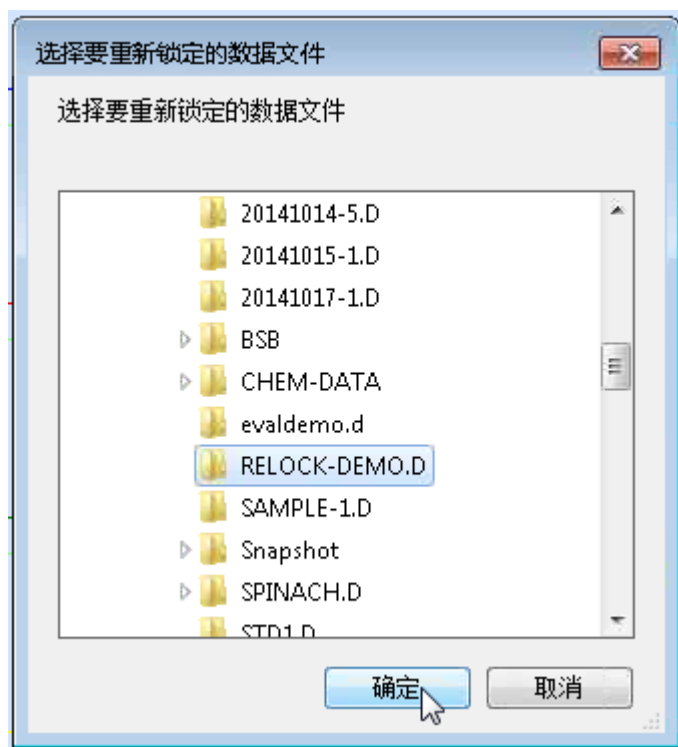 选择要重新锁定的数据文件
选择要重新锁定的数据文件
20141014-5.D
20141015-1.D
20141017-1.D
BSB
CHEM-DATA
evaldemo.d
RELOCK-DEMO.D
SAMPLE-1.D
Snapshot
SPINACH.D
STD1.D
确定 取消